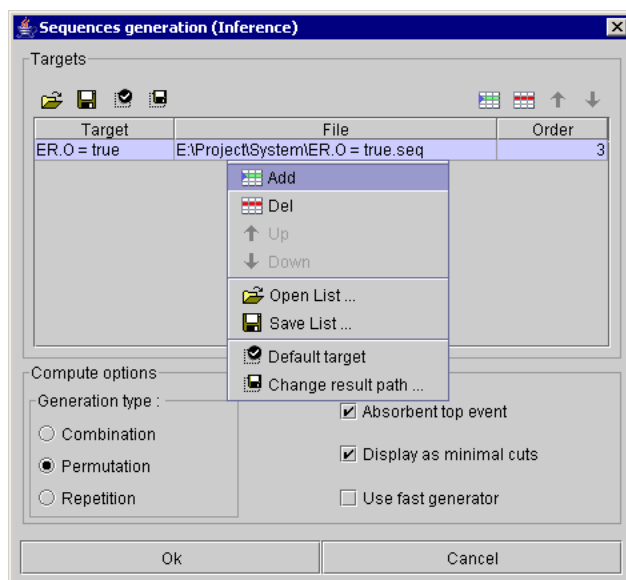 Sequences generation (Inference)
Targets
Target File Order
ER.O = true E:\Project\System\ER.O = true.seq 3
Add
Del
Up
Down
Open List ...
Save List ...
Default target
Change result path ...
Compute options
Generation type :
Combination
Permutation
Repetition
Absorbent top event
Display as minimal cuts
Use fast generator
Ok Cancel